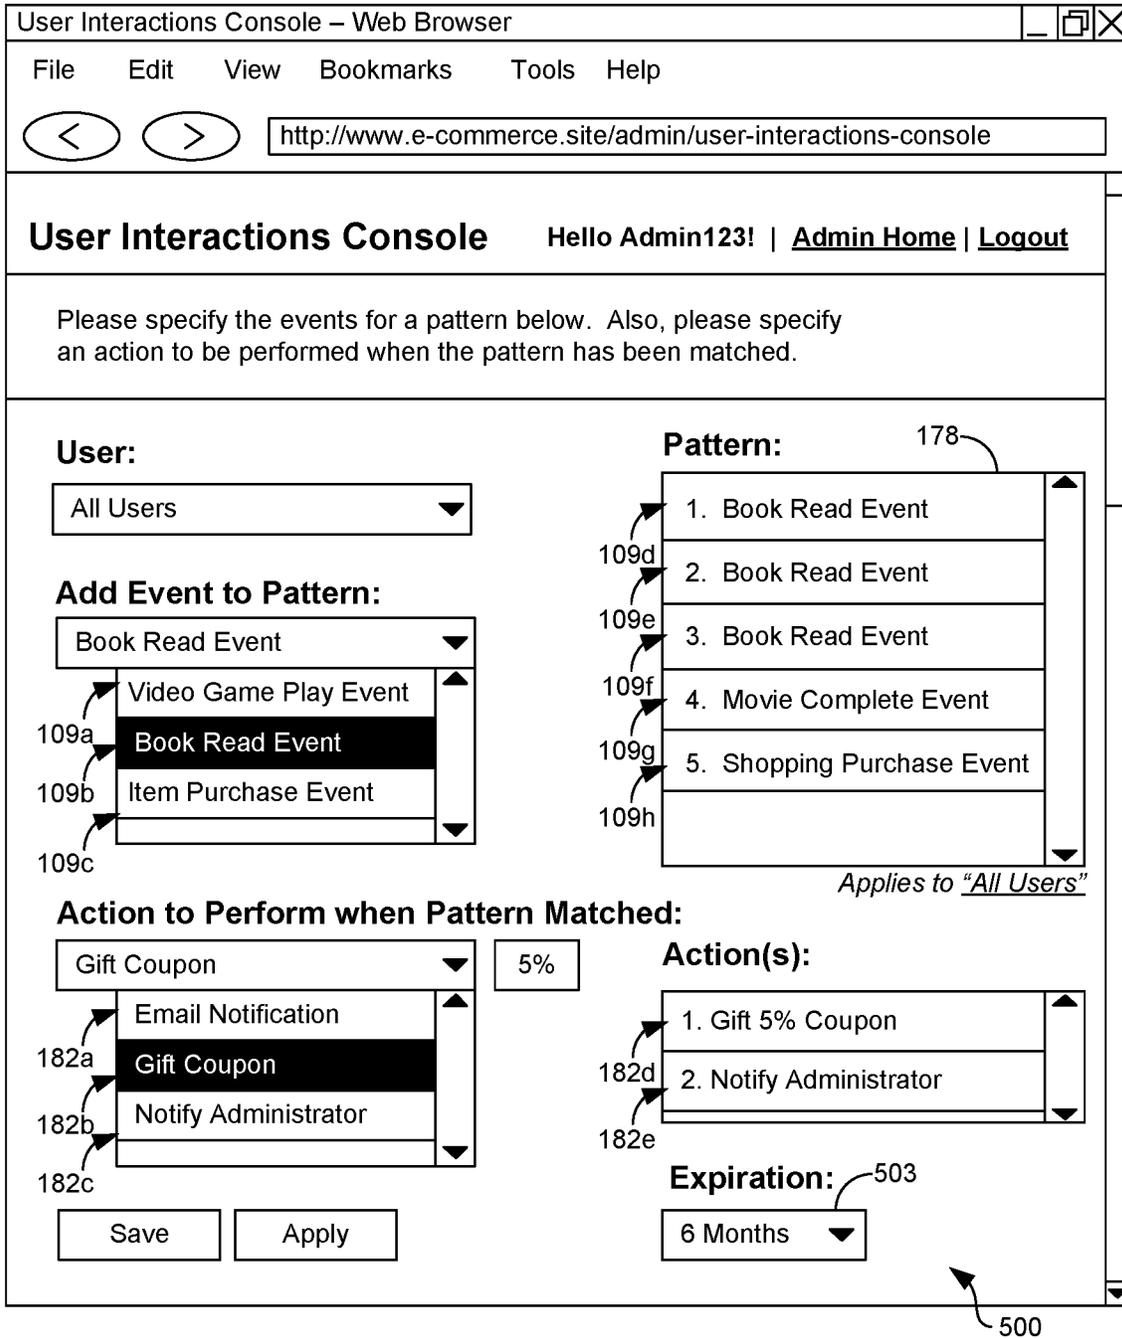 User Interactions Console – Web Browser
File Edit View Bookmarks Tools Help
http://www.e-commerce.site/admin/user-interactions-console
User Interactions Console Hello Admin123! | Admin Home | Logout
Please specify the events for a pattern below. Also, please specify
an action to be performed when the pattern has been matched.
User:
All Users
Add Event to Pattern:
Book Read Event
Video Game Play Event
109a
Book Read Event
109b
Item Purchase Event
109c
Pattern:
178
1. Book Read Event
109d
2. Book Read Event
109e
3. Book Read Event
109f
4. Movie Complete Event
109g
5. Shopping Purchase Event
109h
Applies to “All Users”
Action to Perform when Pattern Matched:
Gift Coupon 5%
Email Notification
182a
Gift Coupon
182b
Notify Administrator
182c
Action(s):
1. Gift 5% Coupon
182d
2. Notify Administrator
182e
Expiration:
503
6 Months
Save Apply
500